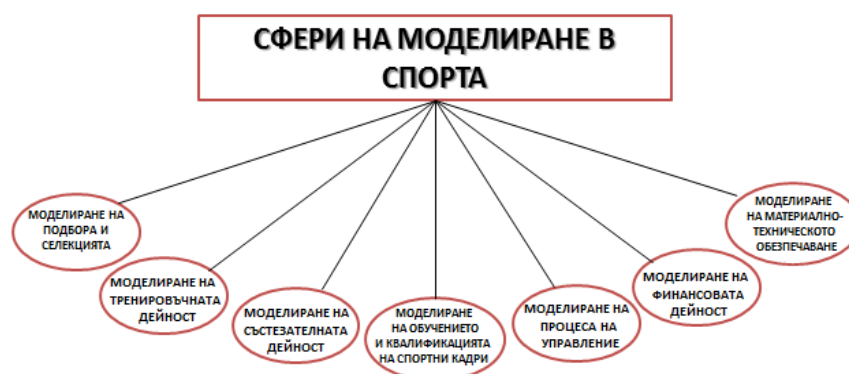 СФЕРИ НА МОДЕЛИРАНЕ В
СПОРТА
МОДЕЛИРАНЕ НА
ПОДБОРА И
СЕЛЕКЦИЯТА
МОДЕЛИРАНЕ НА
ТРЕНИРОВЪЧНАТА
ДЕЙНОСТ
МОДЕЛИРАНЕ НА
СЪСТЕЗАТЕЛНАТА
ДЕЙНОСТ
МОДЕЛИРАНЕ
НА ОБУЧЕНИЕТО
И КВАЛИФИКАЦИЯТА
НА СПОРТНИ КАДРИ
МОДЕЛИРАНЕ НА
ПРОЦЕСА НА
УПРАВЛЕНИЕ
МОДЕЛИРАНЕ НА
ФИНАНСОВАТА
ДЕЙНОСТ
МОДЕЛИРАНЕ
НА МАТЕРИАЛНО-
ТЕХНИЧЕСКОТО
ОБЕЗПЕЧАВАНЕ